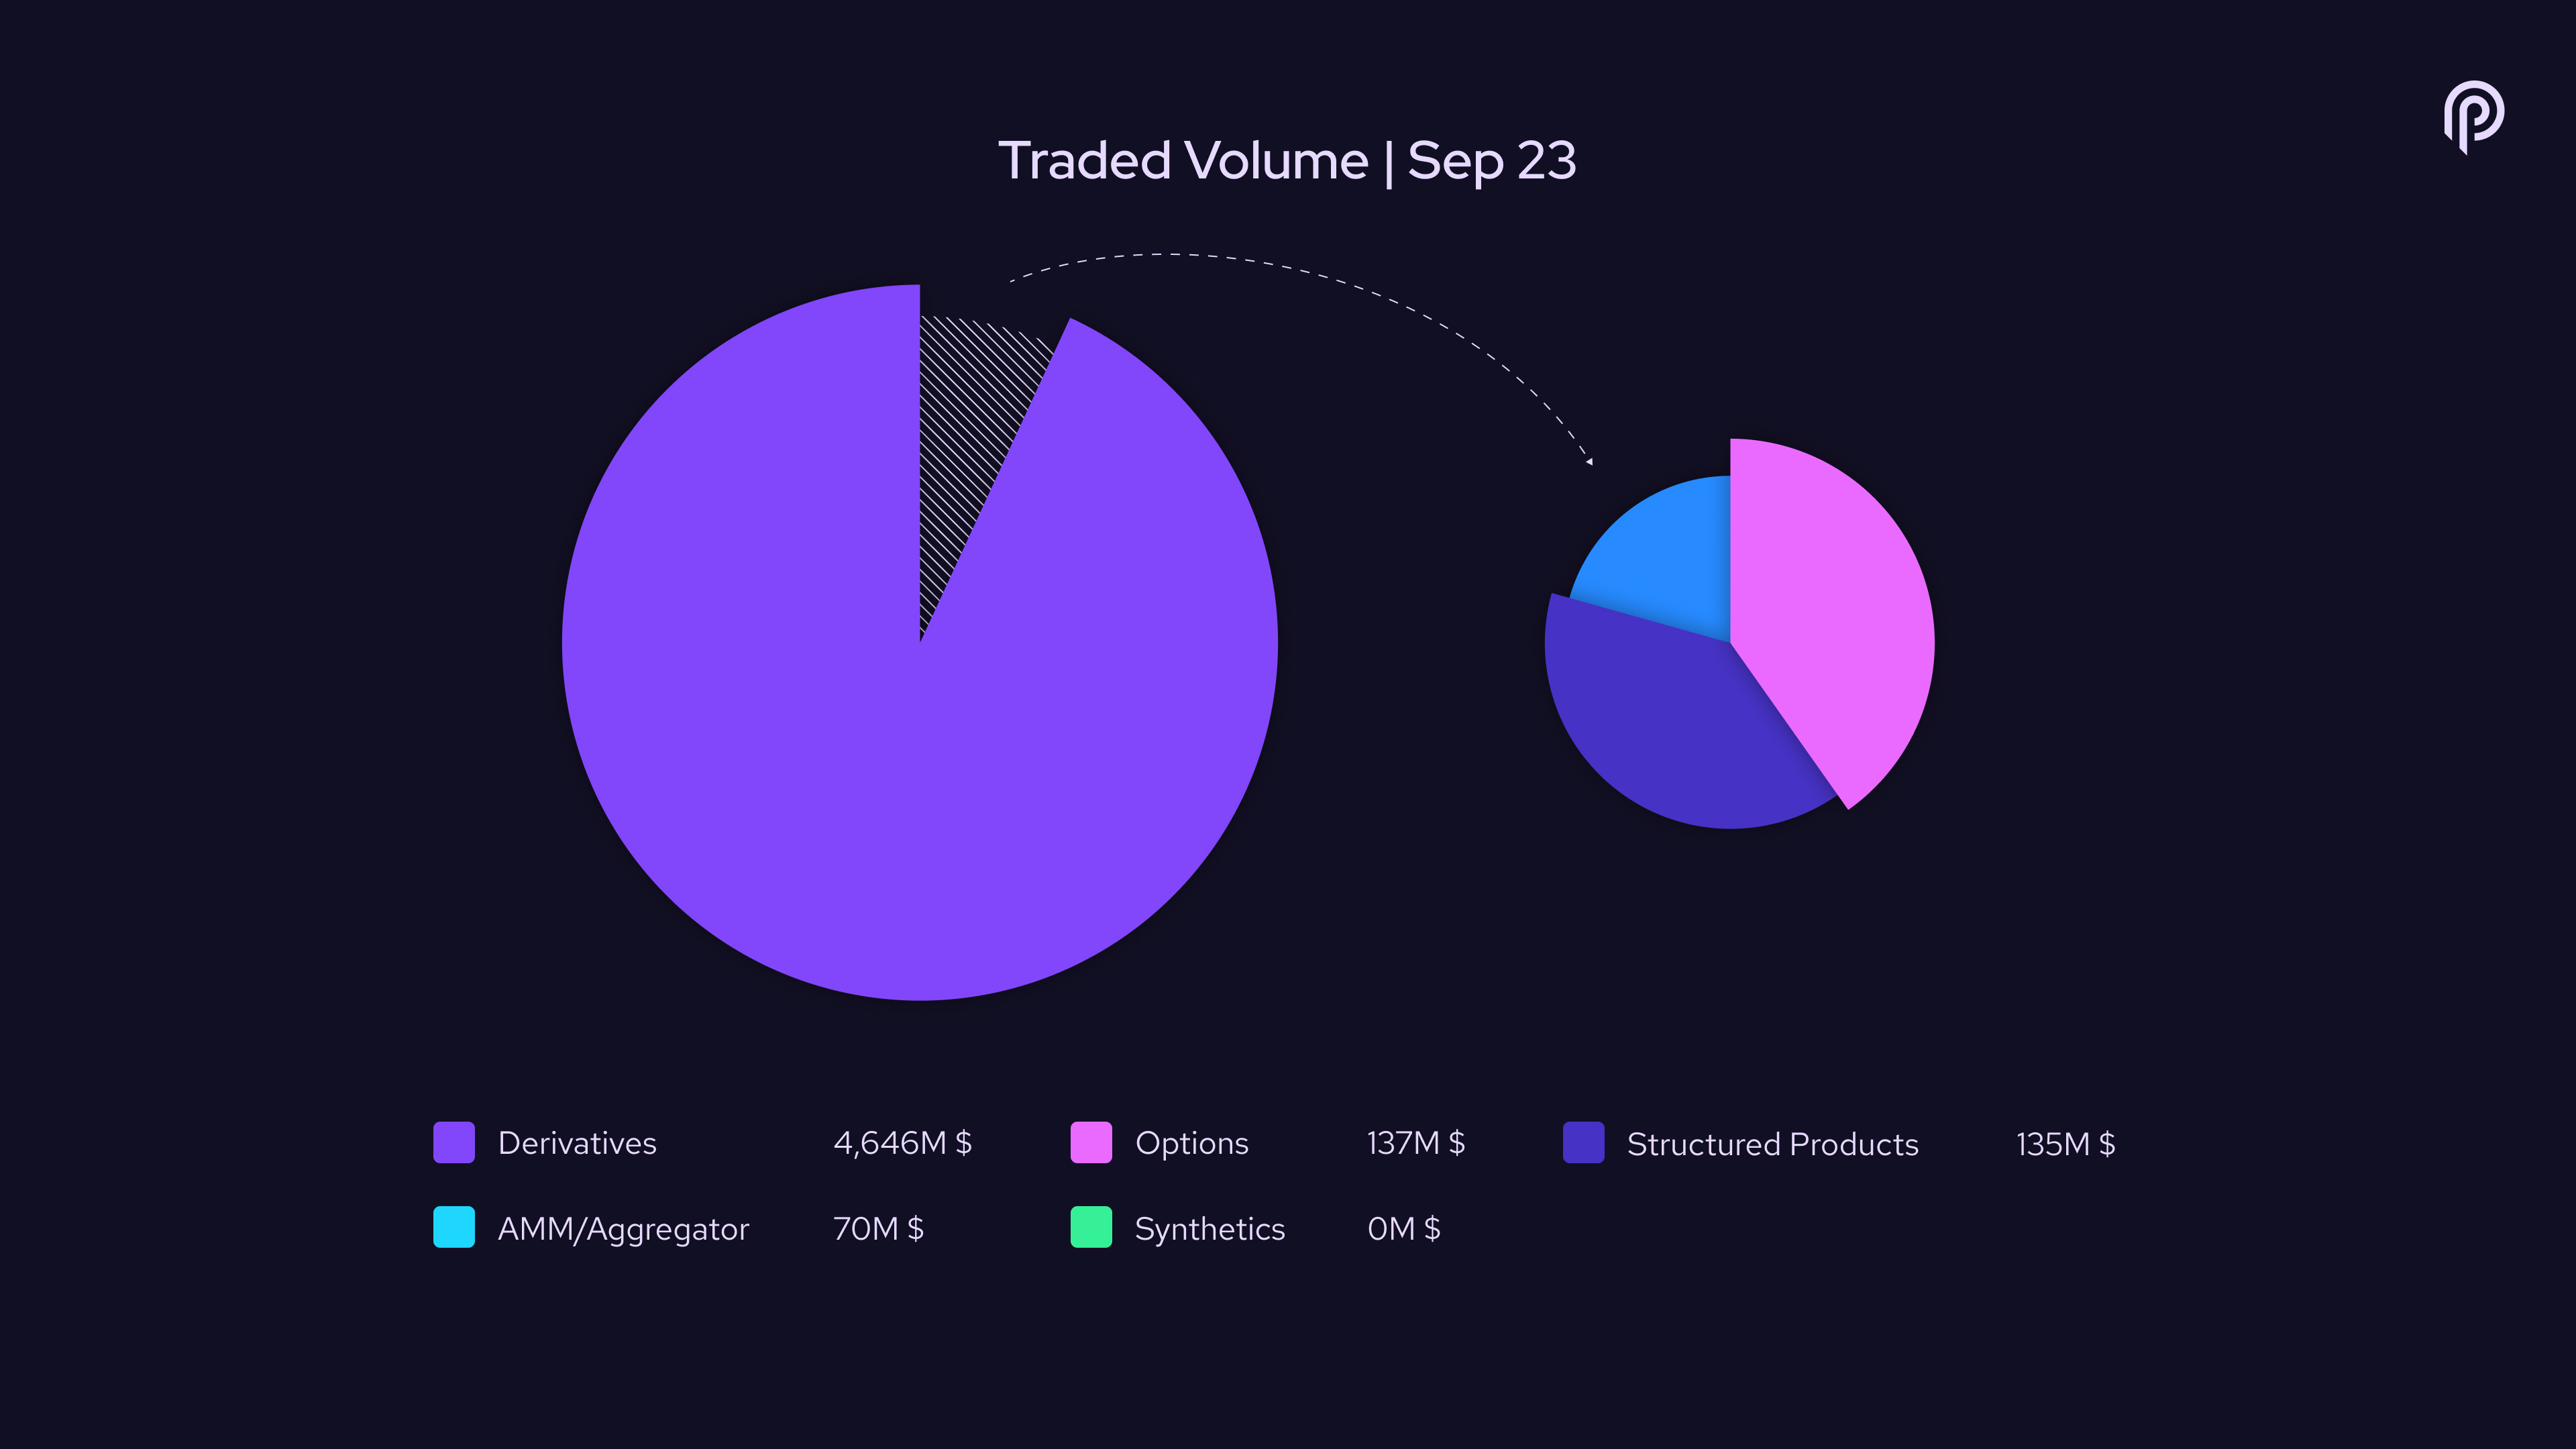 Traded Volume | Sep 23
Derivatives 4,646M $ Options 137M $ Structured Products 135M $
AMM/Aggregator 70M $ Synthetics 0M $